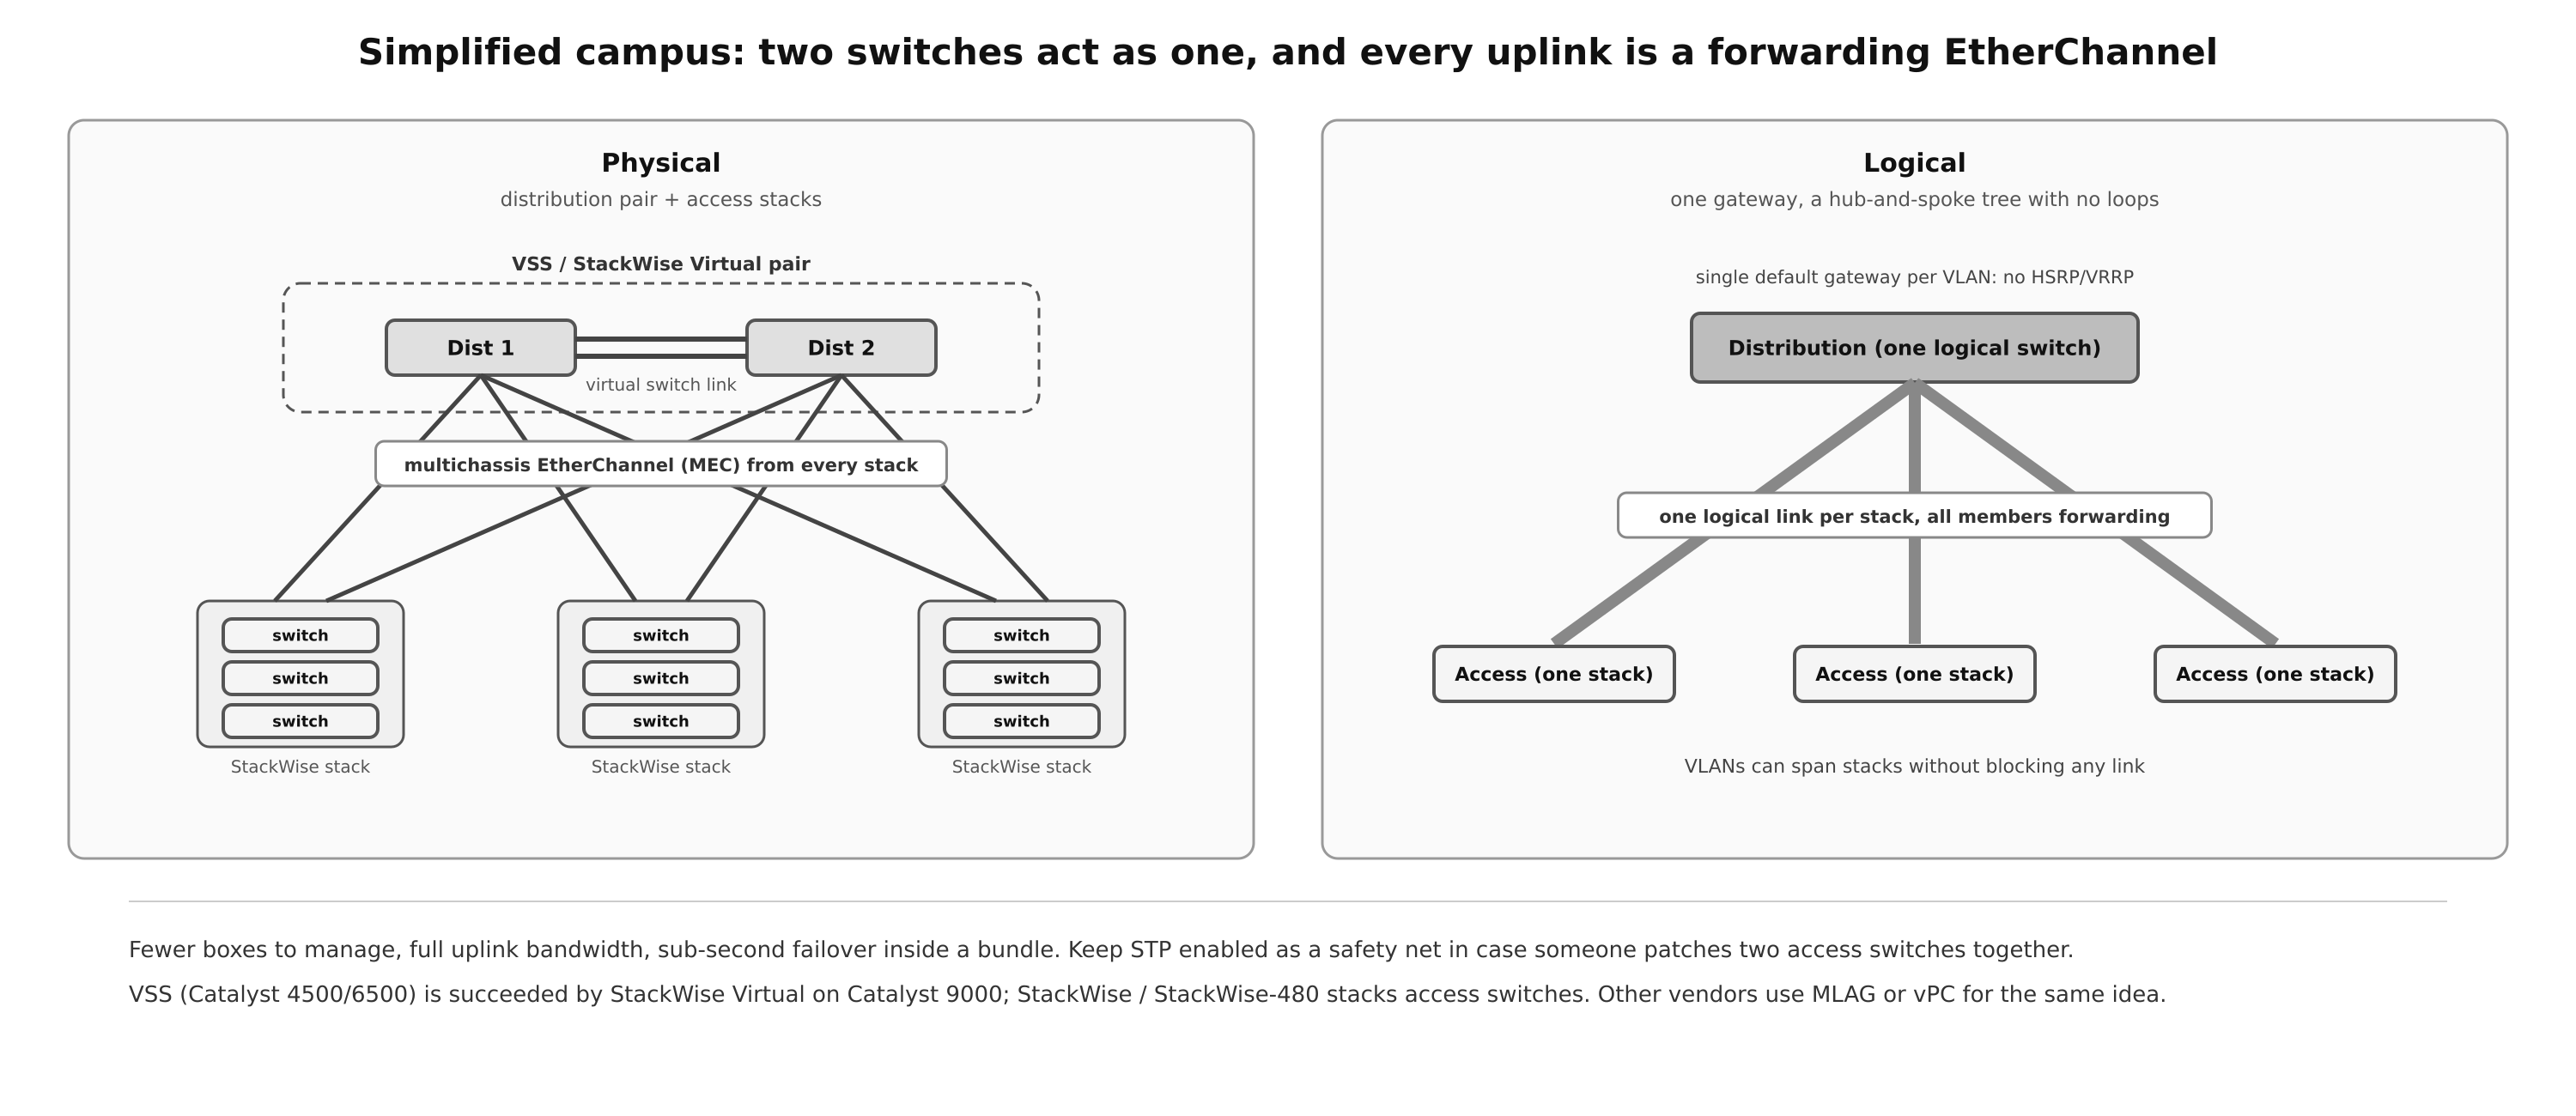 Simplified campus: two switches act as one, and every uplink is a forwarding EtherChannel
Physical
distribution pair + access stacks
VSS / StackWise Virtual pair
Dist 1
Dist 2
virtual switch link
multichassis EtherChannel (MEC) from every stack
switch
switch
switch
StackWise stack
switch
switch
switch
StackWise stack
switch
switch
switch
StackWise stack
Logical
one gateway, a hub-and-spoke tree with no loops
single default gateway per VLAN: no HSRP/VRRP
Distribution (one logical switch)
one logical link per stack, all members forwarding
Access (one stack)
Access (one stack)
Access (one stack)
VLANs can span stacks without blocking any link
Fewer boxes to manage, full uplink bandwidth, sub-second failover inside a bundle. Keep STP enabled as a safety net in case someone patches two access switches together.
VSS (Catalyst 4500/6500) is succeeded by StackWise Virtual on Catalyst 9000; StackWise / StackWise-480 stacks access switches. Other vendors use MLAG or vPC for the same idea.